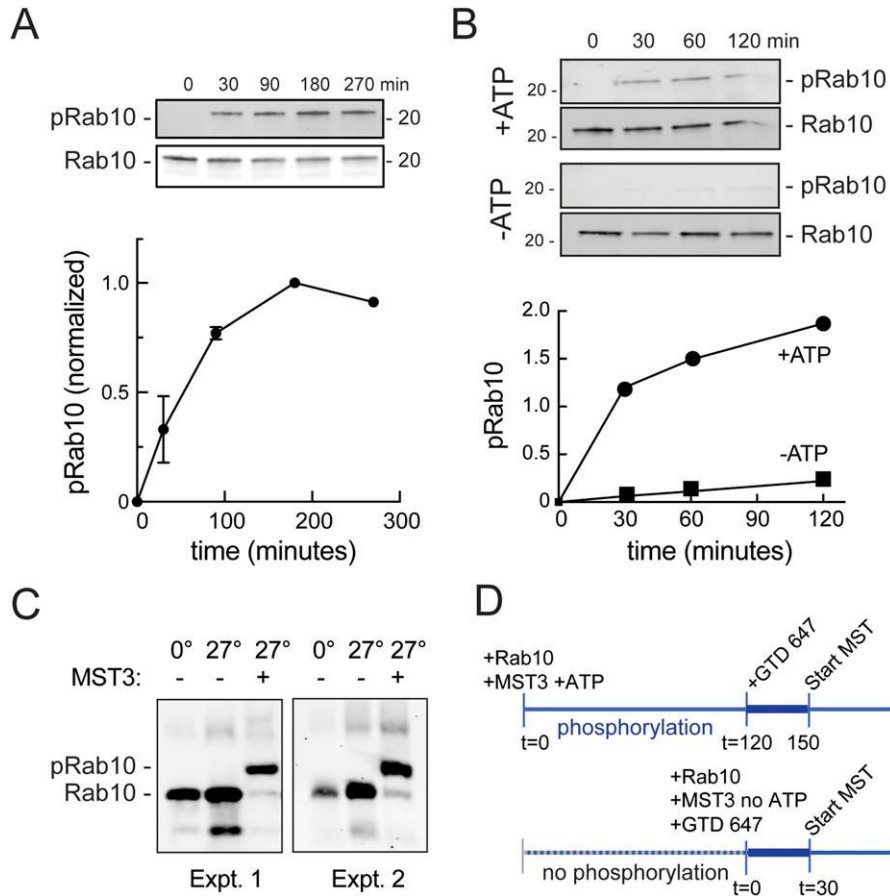 A
0 30 90 180 270 min
pRab10 - - 20
Rab10 - - 20
pRab10 (normalized)
1.0
0.5
0
0 100 200 300
time (minutes)
B
0 30 60 120 min
+ATP
20 - - pRab10
20 - - Rab10
-ATP
- pRab10
20 - - Rab10
pRab10
2.0
1.5
1.0
0.5
0
+ATP
-ATP
0 30 60 90 120
time (minutes)
C
0° 27° 27° 0° 27° 27°
MST3: - - + - - +
pRab10 -
Rab10 -
Expt. 1 Expt. 2
D
+Rab10
+MST3 +ATP
+GTD 647
Start MST
phosphorylation
t=0 t=120 150
+Rab10
+MST3 no ATP
+GTD 647
Start MST
no phosphorylation
t=0 t=30